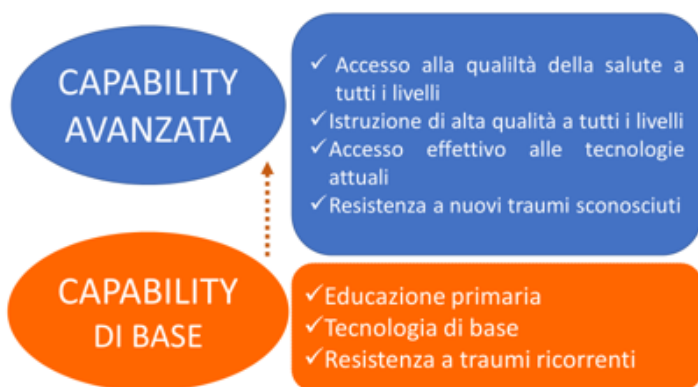 CAPABILITY
AVANZATA
✓ Accesso alla qualiltà della salute a
tutti i livelli
✓ Istruzione di alta qualità a tutti i livelli
✓ Accesso effettivo alle tecnologie
attuali
✓ Resistenza a nuovi traumi sconosciuti
CAPABILITY
DI BASE
✓ Educazione primaria
✓ Tecnologia di base
✓ Resistenza a traumi ricorrenti